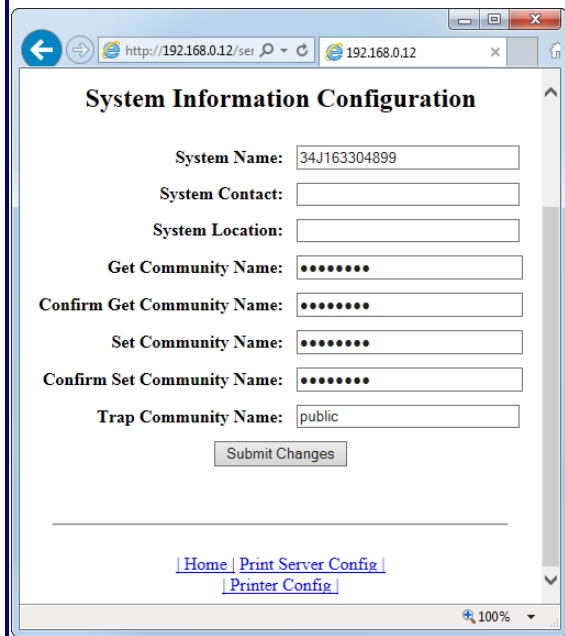 http://192.168.0.12/ser
192.168.0.12
System Information Configuration
System Name: 34J163304899
System Contact:
System Location:
Get Community Name: ●●●●●●●●
Confirm Get Community Name: ●●●●●●●●
Set Community Name: ●●●●●●●●
Confirm Set Community Name: ●●●●●●●●
Trap Community Name: public
Submit Changes
| Home | Print Server Config |
| Printer Config |
100%